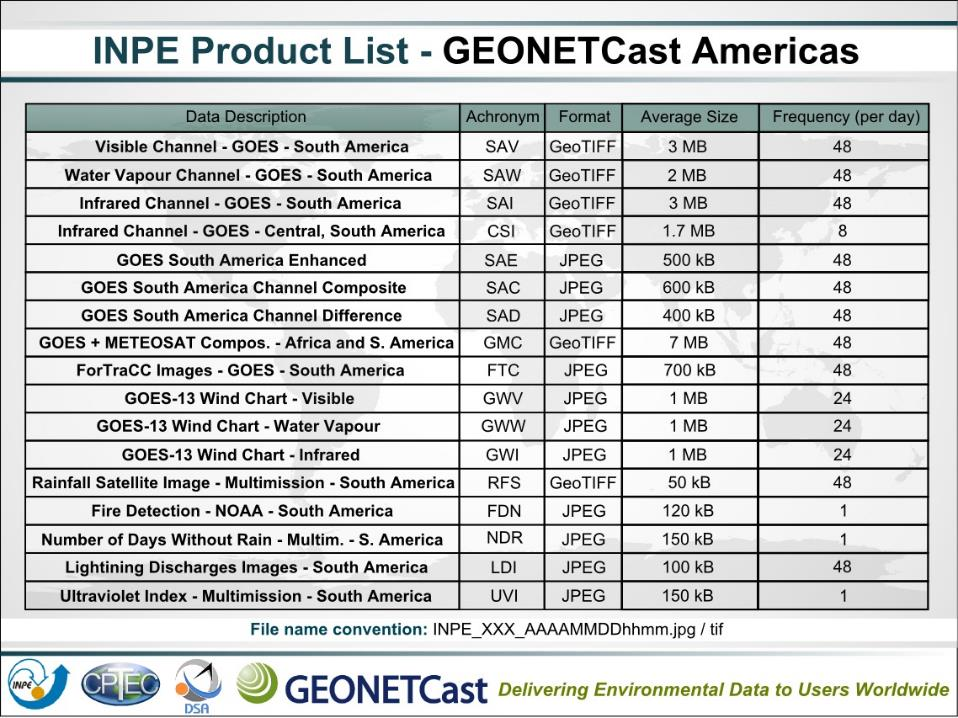 INPE Product List - GEONETCast Americas
Data Description Achronym Format Average Size Frequency (per day)
Visible Channel - GOES - South America SAV GeoTIFF 3 MB 48
Water Vapour Channel - GOES - South America SAW GeoTIFF 2 MB 48
Infrared Channel - GOES - South America SAI GeoTIFF 3 MB 48
Infrared Channel - GOES - Central, South America CSI GeoTIFF 1.7 MB 8
GOES South America Enhanced SAE JPEG 500 kB 48
GOES South America Channel Composite SAC JPEG 600 kB 48
GOES South America Channel Difference SAD JPEG 400 kB 48
GOES + METEOSAT Compos. - Africa and S. America GMC GeoTIFF 7 MB 48
ForTraCC Images - GOES - South America FTC JPEG 700 kB 48
GOES-13 Wind Chart - Visible GWV JPEG 1 MB 24
GOES-13 Wind Chart - Water Vapour GWW JPEG 1 MB 24
GOES-13 Wind Chart - Infrared GWI JPEG 1 MB 24
Rainfall Satellite Image - Multimission - South America RFS GeoTIFF 50 kB 48
Fire Detection - NOAA - South America FDN JPEG 120 kB 1
Number of Days Without Rain - Multim. - S. America NDR JPEG 150 kB 1
Lightining Discharges Images - South America LDI JPEG 100 kB 48
Ultraviolet Index - Multimission - South America UVI JPEG 150 kB 1
File name convention: INPE_XXX_AAAAMMDDhhmm.jpg / tif
INPE CPTEC DSA GEONETCast Delivering Environmental Data to Users Worldwide